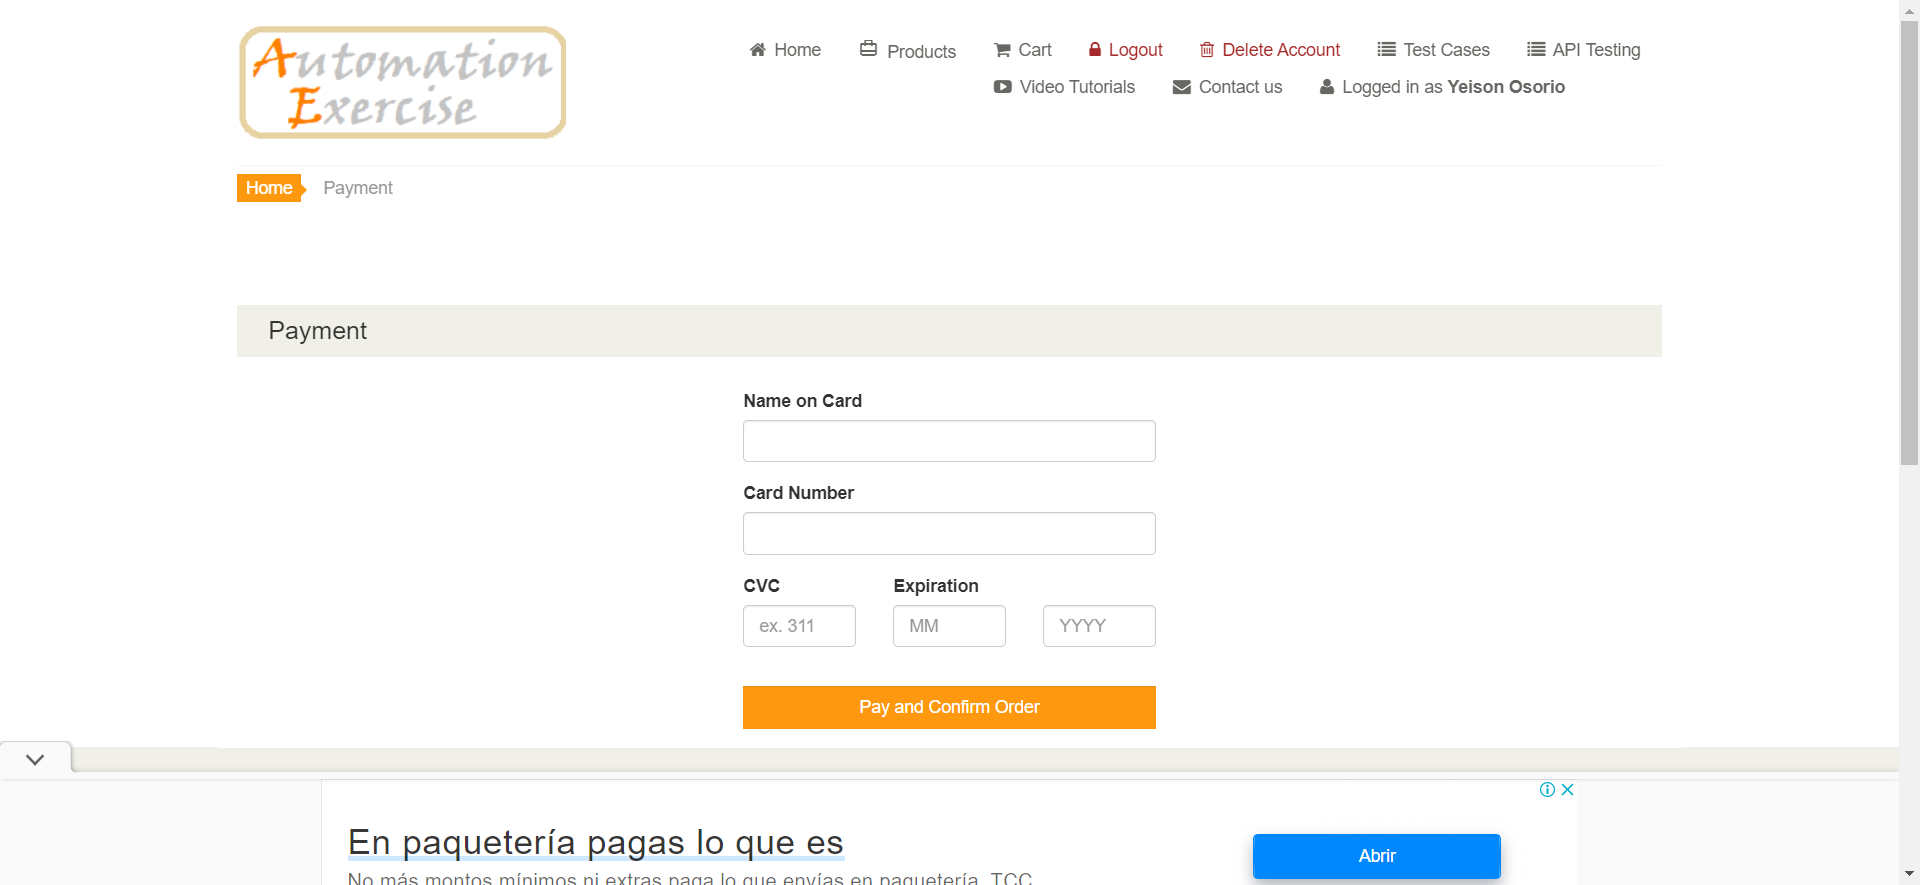 Automation
Exercise
Home
Products
Cart
Logout
Delete Account
Test Cases
API Testing
Video Tutorials
Contact us
Logged in as Yeison Osorio
Home
Payment
Payment
Name on Card
Card Number
CVC
Expiration
ex. 311
MM
YYYY
Pay and Confirm Order
En paquetería pagas lo que es
Abrir
No más montos mínimos ni extras paga lo que envías en paquetería. TCC